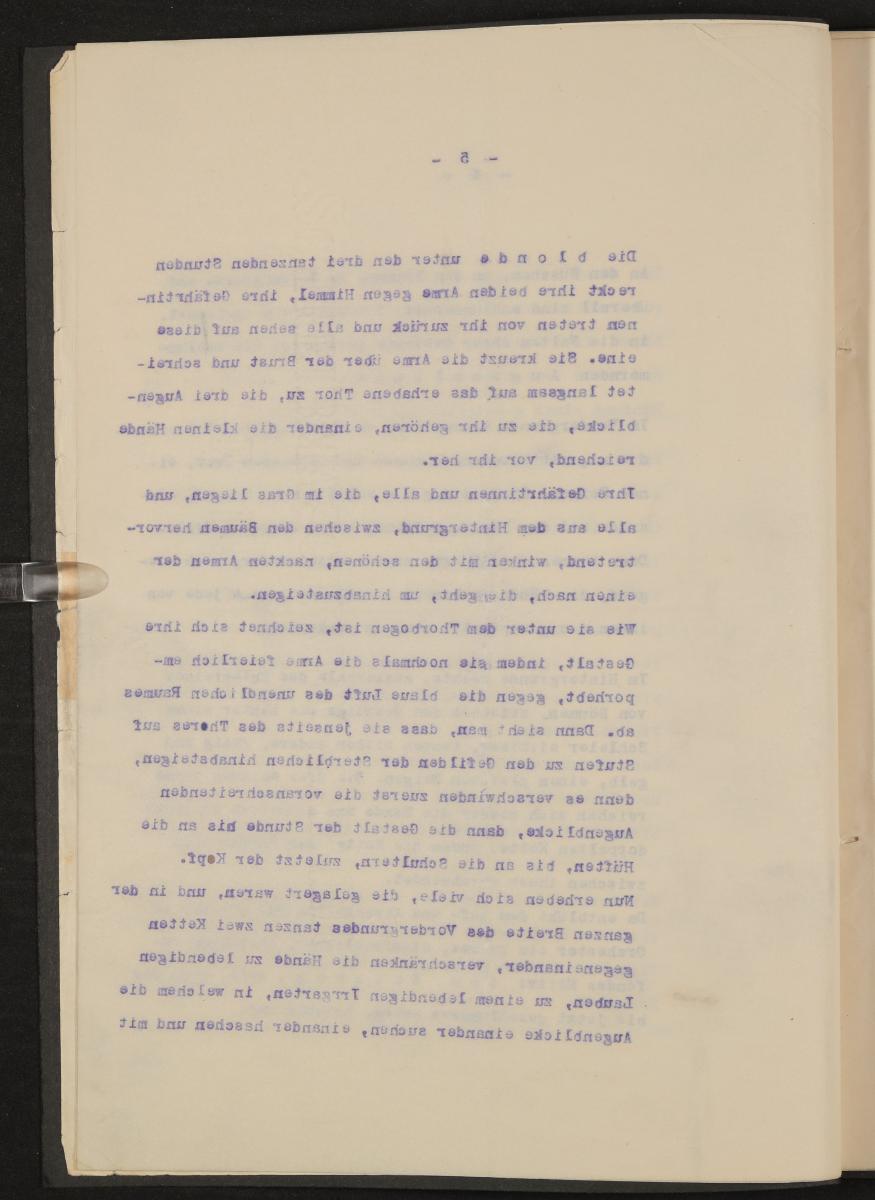 - 5 -
Die b l o n d e unter den drei tanzenden Stunden
reckt ihre beiden Arme gegen Himmel, ihre Gefährtin-
nen treten von ihr zurück und alle sehen auf diese
eine. Sie kreuzt die Arme über der Brust und schrei-
tet langsam auf das erhabene Thor zu, die drei Augen-
blicke, die zu ihr gehören, einander die kleinen Hände
reichend, vor ihr her.
Ihre Gefährtinnen und alle, die im Gras liegen, und
alle aus dem Hintergrund, zwischen den Bäumen hervor-
tretend, winken mit den schönen, nackten Armen der
einen nach, die geht, um hinabzusteigen.
Wie sie unter dem Thorbogen ist, zeichnet sich ihre
Gestalt, indem sie nochmals die Arme feierlich em-
porhebt, gegen die blaue Luft des unendlichen Raumes
ab. Dann sieht man, dass sie jenseits des Thores auf
Stufen zu den Gefilden der Sterblichen hinabsteigen,
denn es verschwinden zuerst die voranschreitenden
Augenblicke, dann die Gestalt der Stunde bis an die
Hüften, bis an die Schultern, zuletzt der Kopf.
Nun erheben sich viele, die gelagert waren, und in der
ganzen Breite des Vordergrundes tanzen zwei Ketten
gegeneinander, verschränken die Hände zu lebendigen
Lauben, zu einem lebendigen Irrgarten, in welchem die
Augenblicke einander suchen, einander haschen und mit